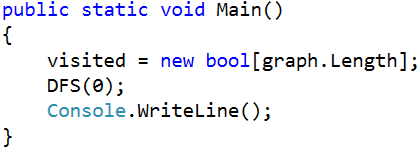 public static void Main()
{
    visited = new bool[graph.Length];
    DFS(0);
    Console.WriteLine();
}